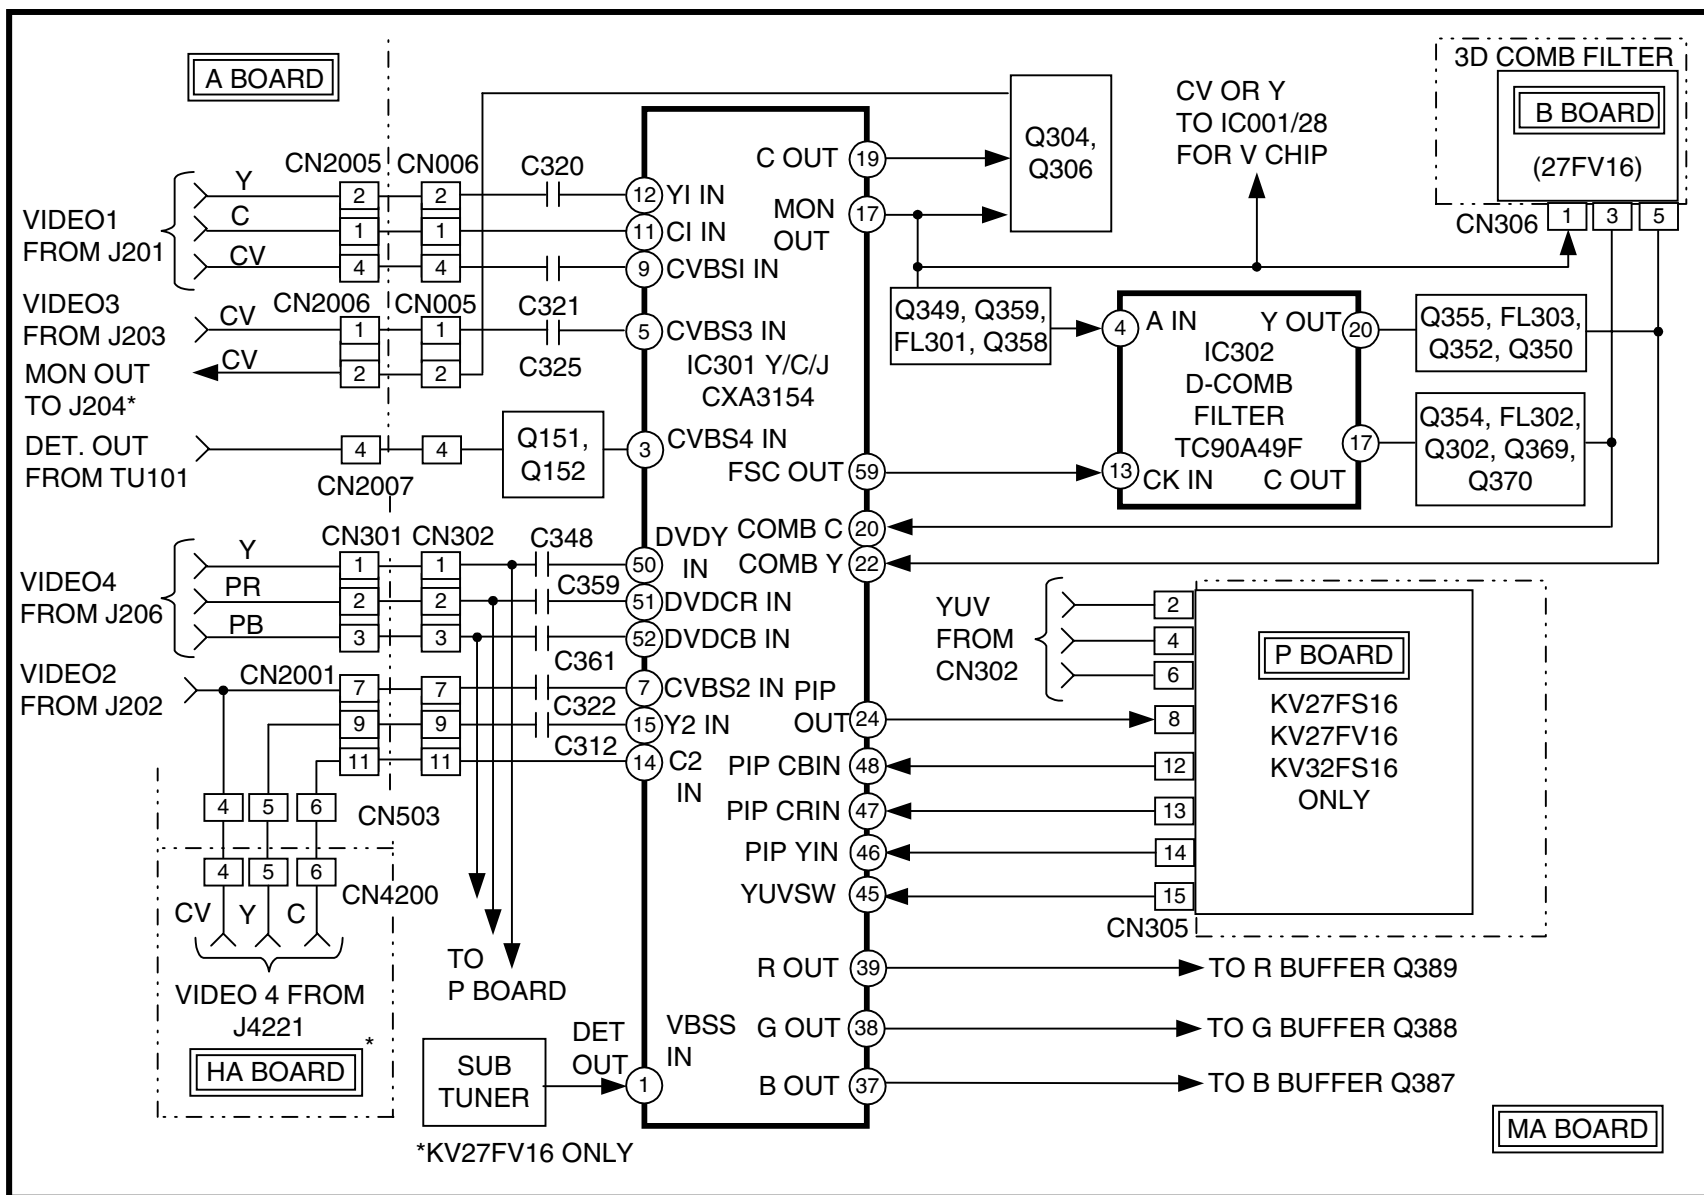 A BOARD
3D COMB FILTER
B BOARD
(27FV16)
CN306
1 3 5
CV OR Y
TO IC001/28
FOR V CHIP
Q304,
Q306
C OUT 19
MON
OUT
17
CN2005 CN006 C320
VIDEO1
FROM J201
Y 2 2 12 YI IN
C 1 1 11 CI IN
CV 4 4 9 CVBSI IN
VIDEO3
FROM J203
CN2006 CN005 C321
CV 1 1 5 CVBS3 IN
CV 2 2 C325
MON OUT
TO J204*
IC301 Y/C/J
CXA3154
DET. OUT
FROM TU101
4 4
CN2007
Q151,
Q152
3 CVBS4 IN
FSC OUT 59
Q349, Q359,
FL301, Q358
4 A IN
Y OUT 20
IC302
D-COMB
FILTER
TC90A49F
13 CK IN
C OUT 17
Q355, FL303,
Q352, Q350
Q354, FL302,
Q302, Q369,
Q370
COMB C 20
COMB Y 22
CN301 CN302 C348
VIDEO4
FROM J206
Y 1 1 50 DVDY
IN
PR 2 2 C359 51 DVDCR IN
PB 3 3 52 DVDCB IN
C361
VIDEO2
FROM J202
CN2001
7 7 7 CVBS2 IN
C322
9 9 15 Y2 IN
C312
11 11 14 C2
IN
4 5 6 CN503
4 5 6 CN4200
CV Y C
VIDEO 4 FROM
J4221
HA BOARD *
TO
P BOARD
YUV
FROM
CN302
2
4
6
P BOARD
KV27FS16
KV27FV16
KV32FS16
ONLY
PIP
OUT
24 8
PIP CBIN 48 12
PIP CRIN 47 13
PIP YIN 46 14
YUVSW 45 15
CN305
R OUT 39 TO R BUFFER Q389
G OUT 38 TO G BUFFER Q388
B OUT 37 TO B BUFFER Q387
SUB
TUNER
DET
OUT
1
VBSS
IN
*KV27FV16 ONLY
MA BOARD